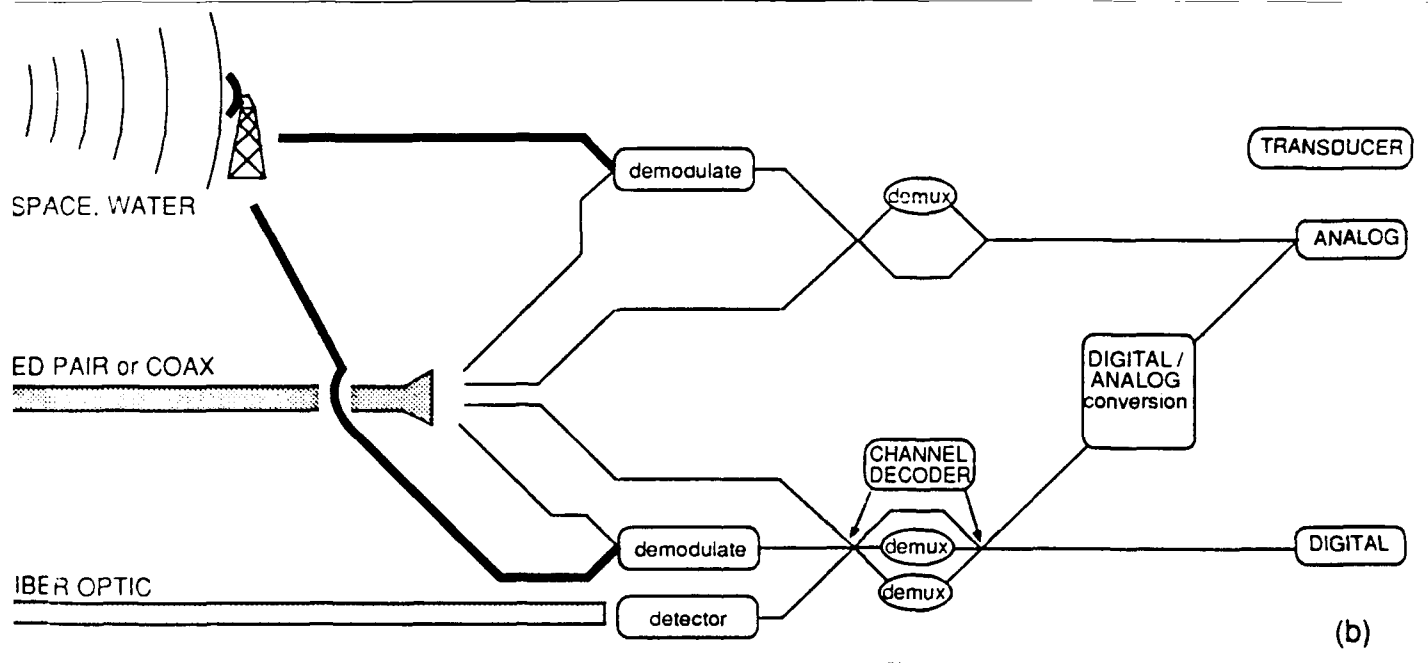 TRANSDUCER
demodulate
demux
SPACE, WATER
ANALOG
ED PAIR or COAX
DIGITAL /
ANALOG
conversion
CHANNEL
DECODER
demodulate
demux
DIGITAL
IBER OPTIC
demux
detector
(b)